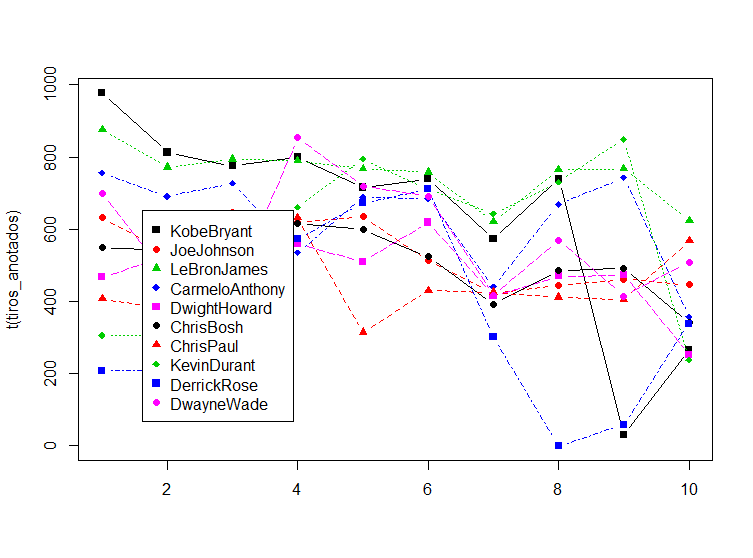 t(tiros_anotados)
1000
800
600
400
200
0
KobeBryant
JoeJohnson
LeBronJames
CarmeloAnthony
DwightHoward
ChrisBosh
ChrisPaul
KevinDurant
DerrickRose
DwayneWade
2 4 6 8 10